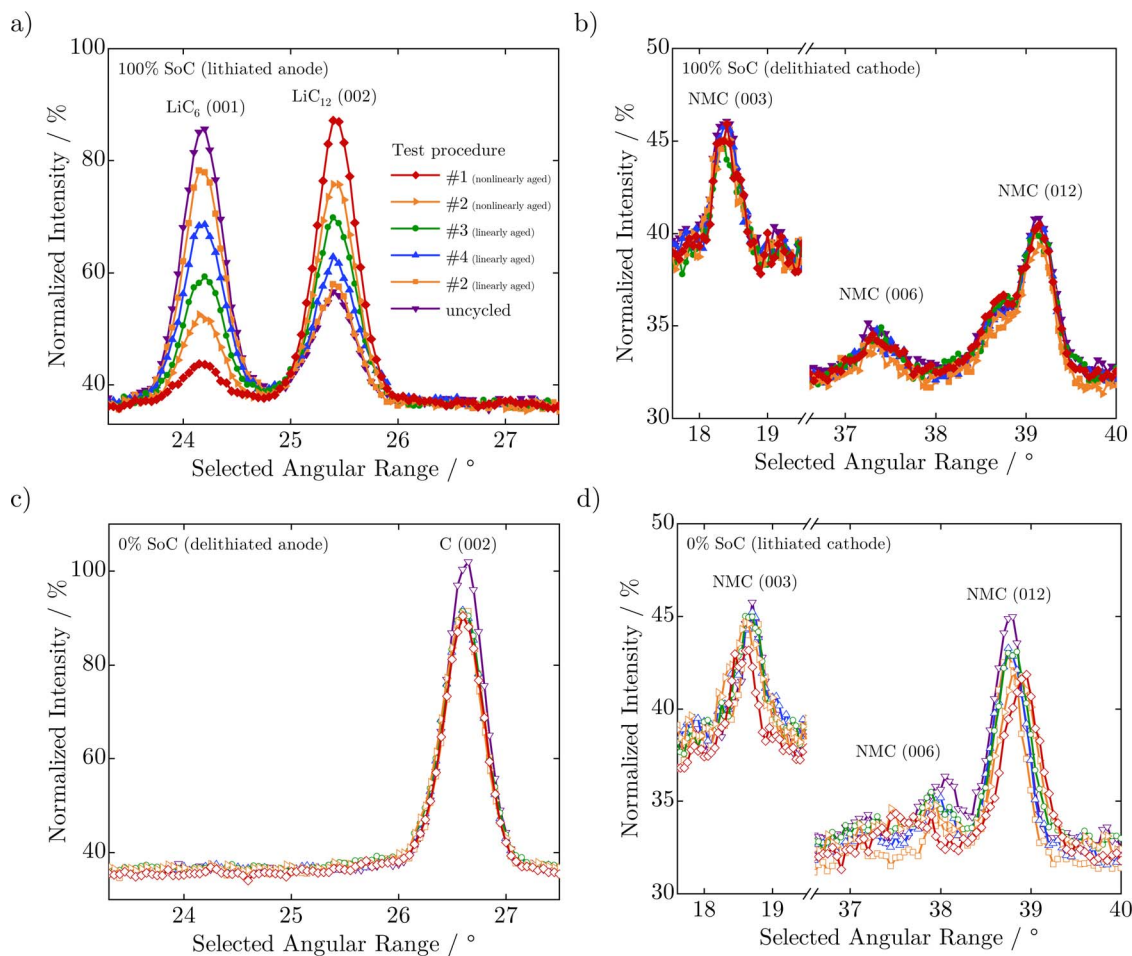 a)
100% SoC (lithiated anode)
LiC₆ (001)
LiC₁₂ (002)
Test procedure
#1 (nonlinearly aged)
#2 (nonlinearly aged)
#3 (linearly aged)
#4 (linearly aged)
#2 (linearly aged)
uncycled
100
80
60
40
Normalized Intensity / %
24 25 26 27
Selected Angular Range / °
b)
100% SoC (delithiated cathode)
NMC (003)
NMC (012)
NMC (006)
50
45
40
35
30
Normalized Intensity / %
18 19 37 38 39 40
Selected Angular Range / °
c)
0% SoC (delithiated anode)
C (002)
100
80
60
40
Normalized Intensity / %
24 25 26 27
Selected Angular Range / °
d)
0% SoC (lithiated cathode)
NMC (003)
NMC (012)
NMC (006)
50
45
40
35
30
Normalized Intensity / %
18 19 37 38 39 40
Selected Angular Range / °